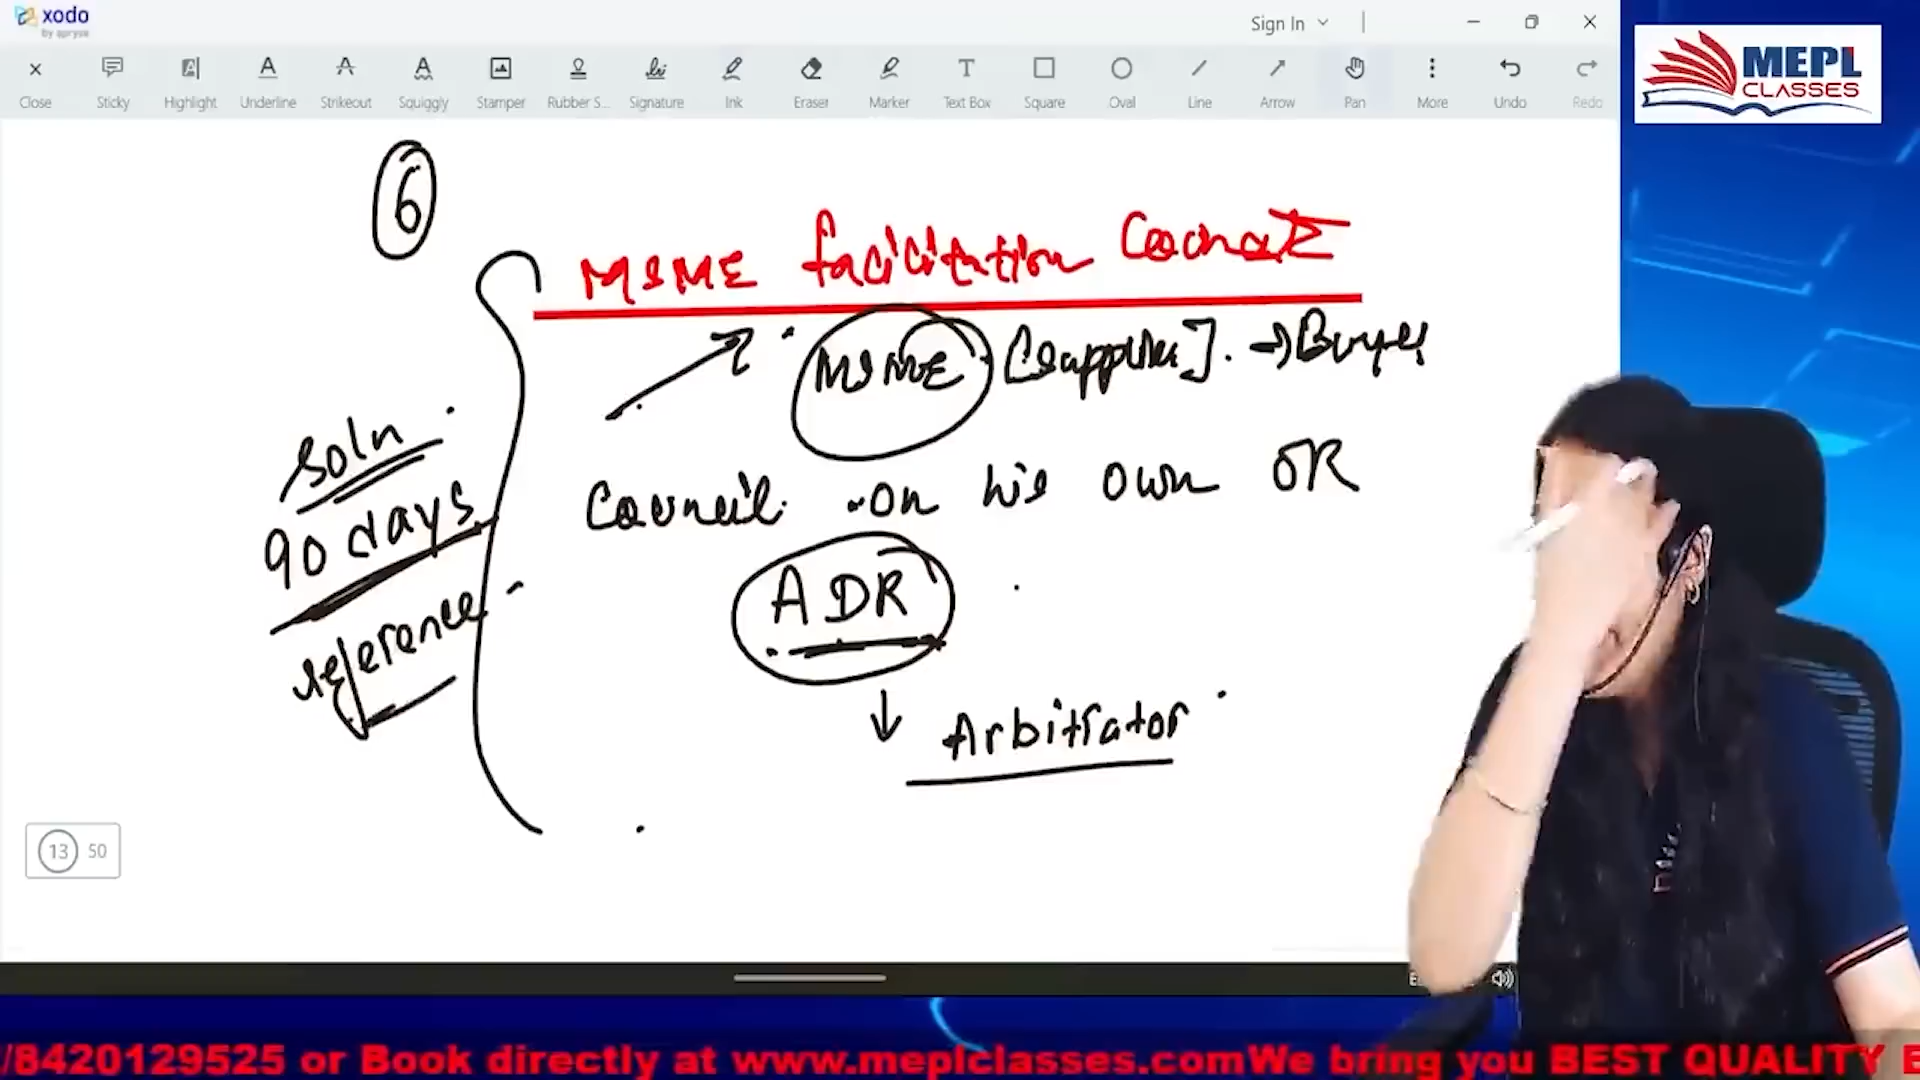 xodo
by apryse
Sign In
Close Sticky Highlight Underline Strikeout Squiggly Stamper Rubber S... Signature Ink Eraser Marker Text Box Square Oval Line Arrow Pan More Undo Redo
MEPL
CLASSES
6
MSME facilitation
MSME [Supplier]. → Buyer
Council on his own OR
ADR
↓ Arbitrator
soln
90 days
reference
13 50
/8420129525 or Book directly at www.meplclasses.comWe bring you BEST QUALITY E